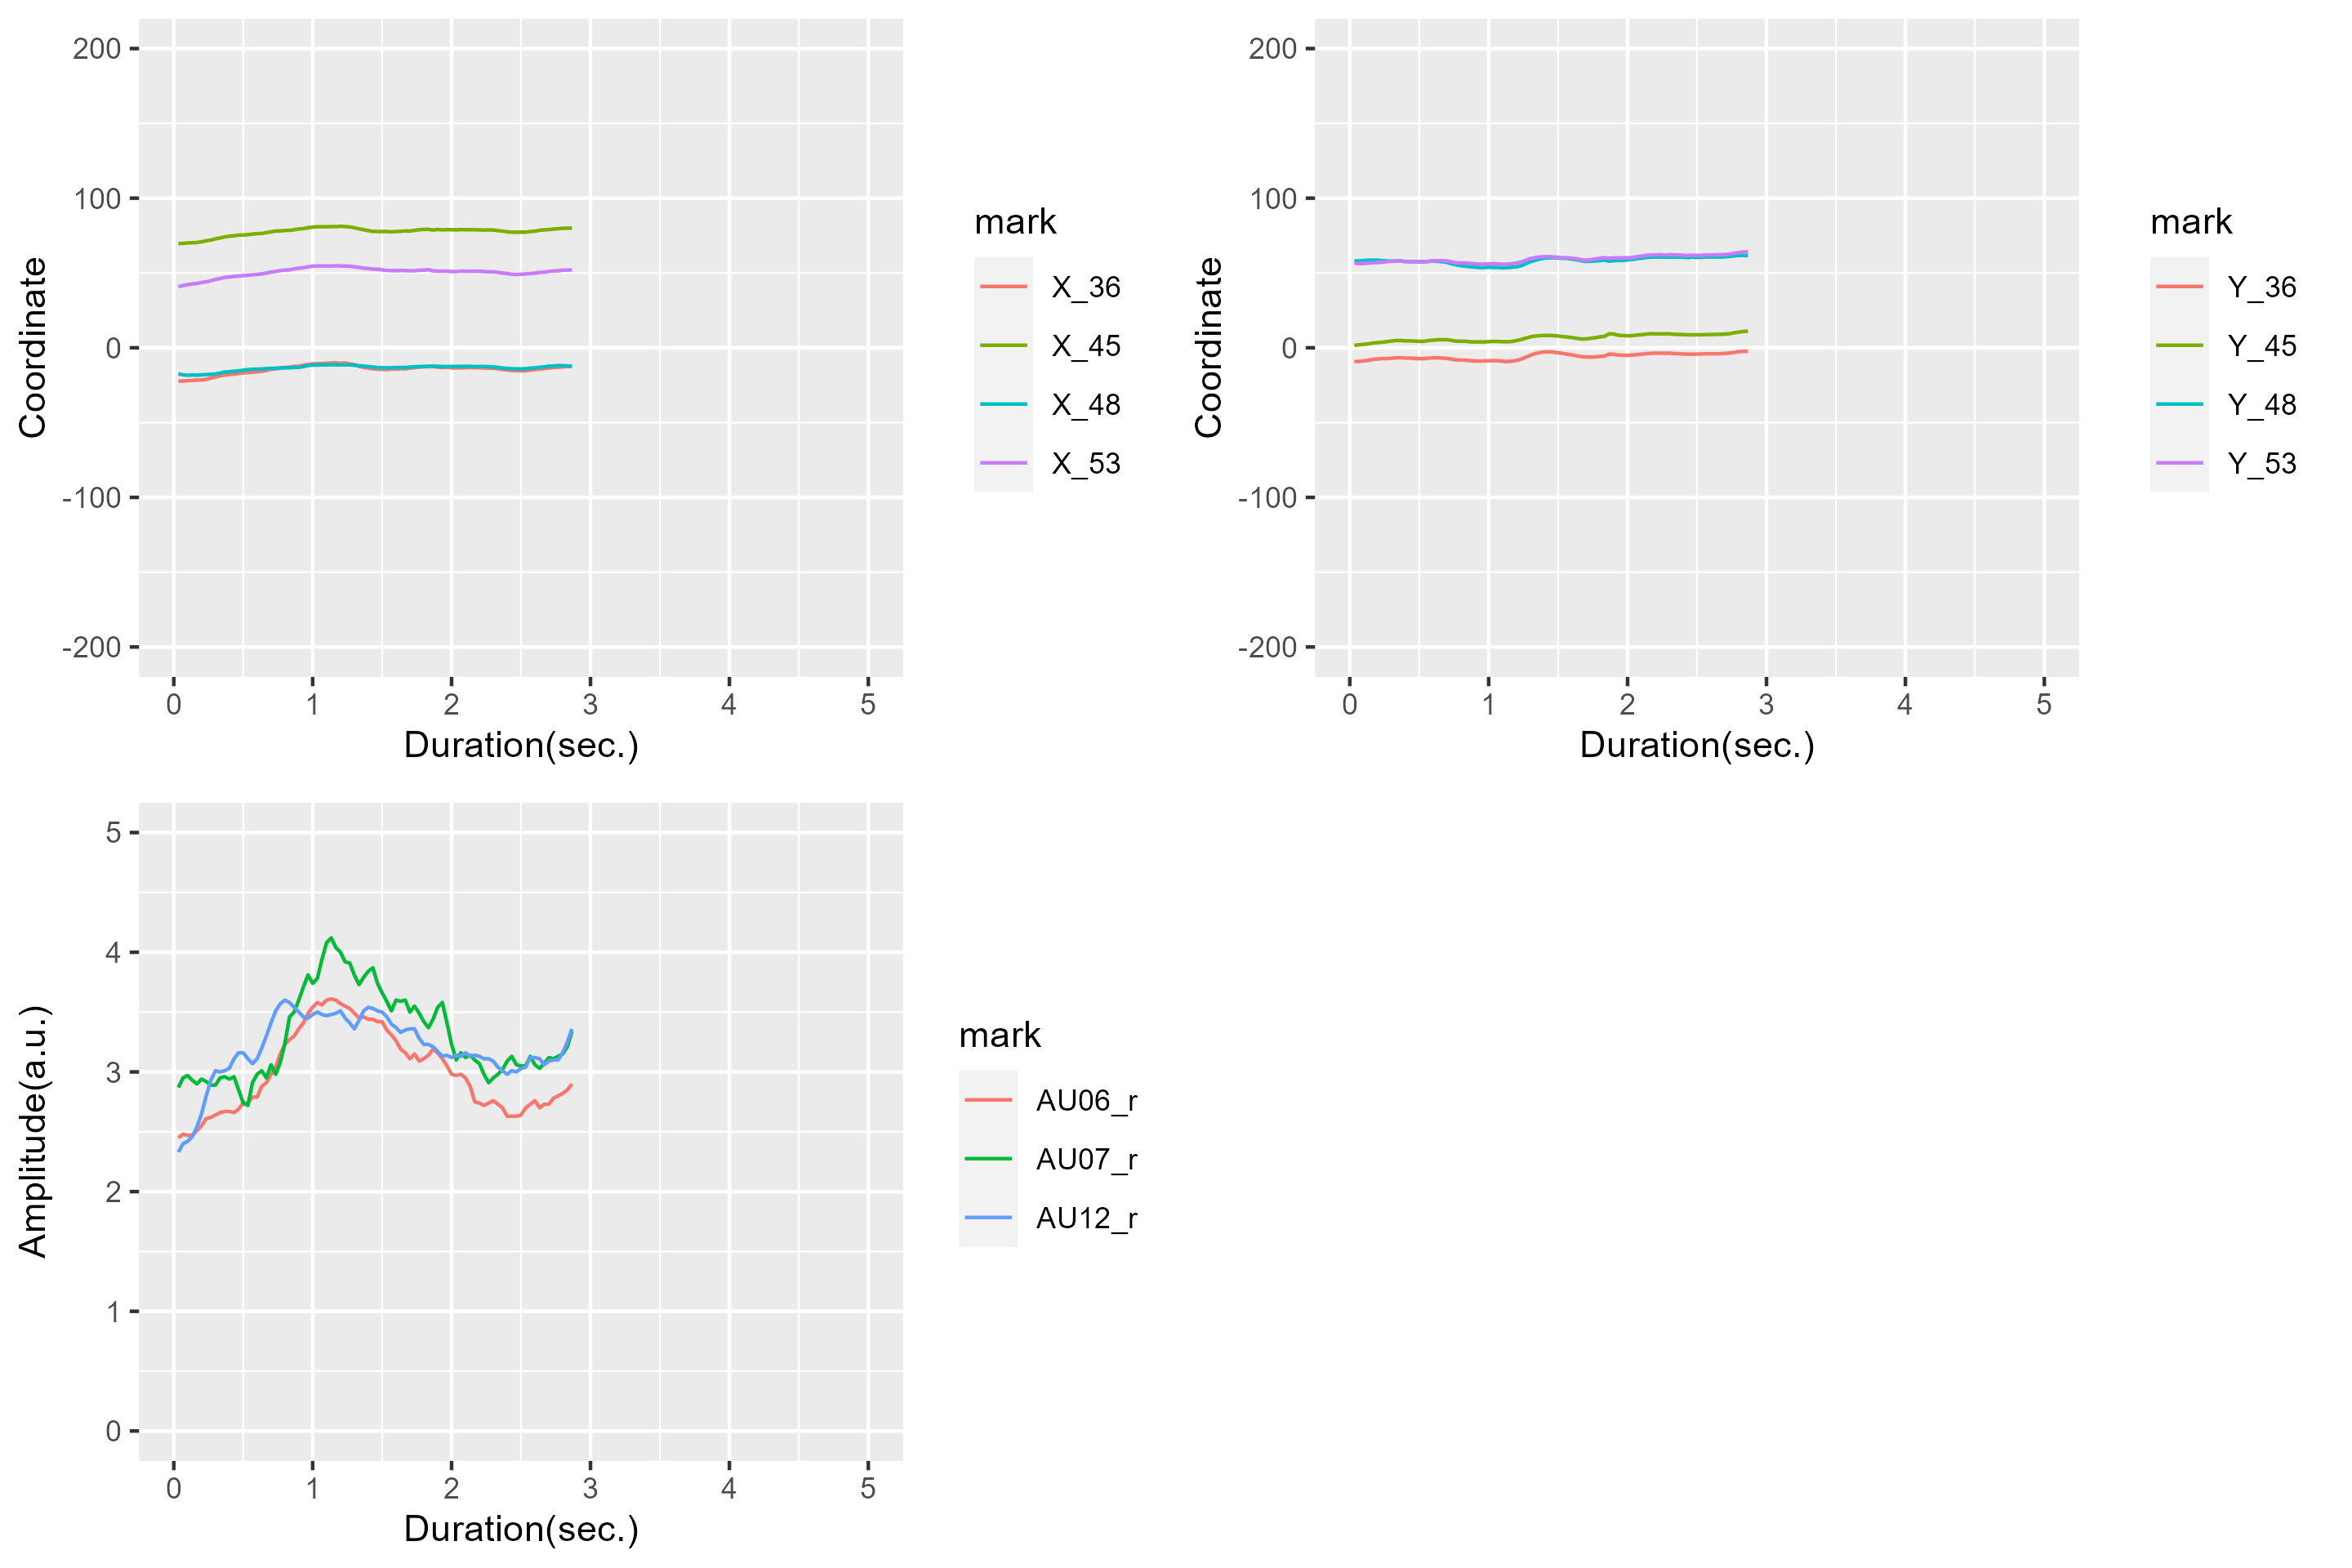 200
100
0
-100
-200
Coordinate
0 1 2 3 4 5
Duration(sec.)
mark
X_36
X_45
X_48
X_53
200
100
0
-100
-200
Coordinate
0 1 2 3 4 5
Duration(sec.)
mark
Y_36
Y_45
Y_48
Y_53
5
4
3
2
1
0
Amplitude(a.u.)
0 1 2 3 4 5
Duration(sec.)
mark
AU06_r
AU07_r
AU12_r